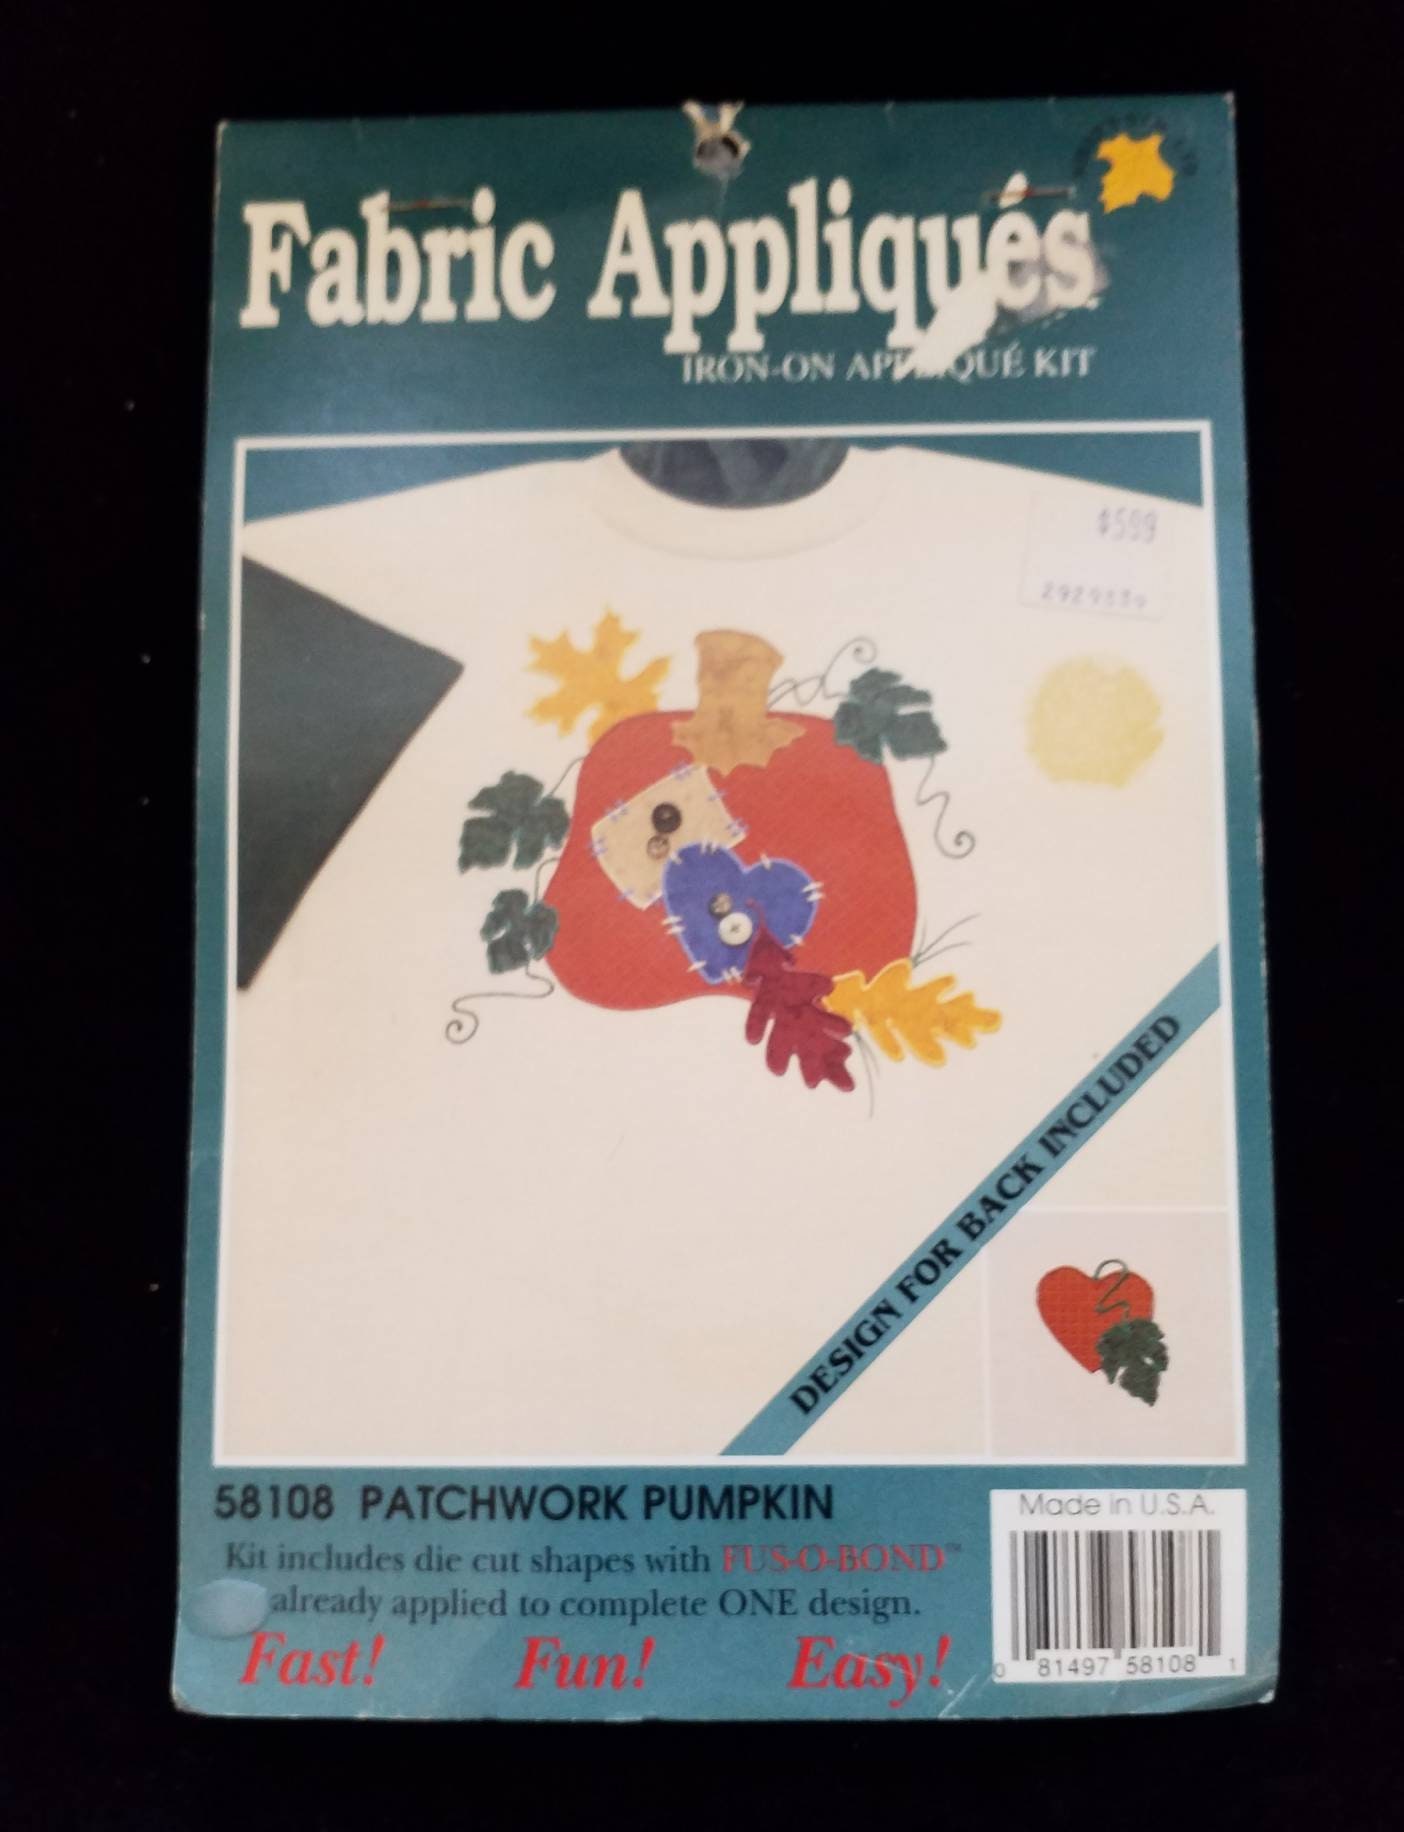 Fabric Appliqués
IRON-ON APPLIQUÉ KIT
$599
DESIGN FOR BACK INCLUDED
58108 PATCHWORK PUMPKIN
Kit includes die cut shapes with FUS-O-BOND™
already applied to complete ONE design.
Fast! Fun! Easy!
Made in U.S.A.
0 81497 58108 1